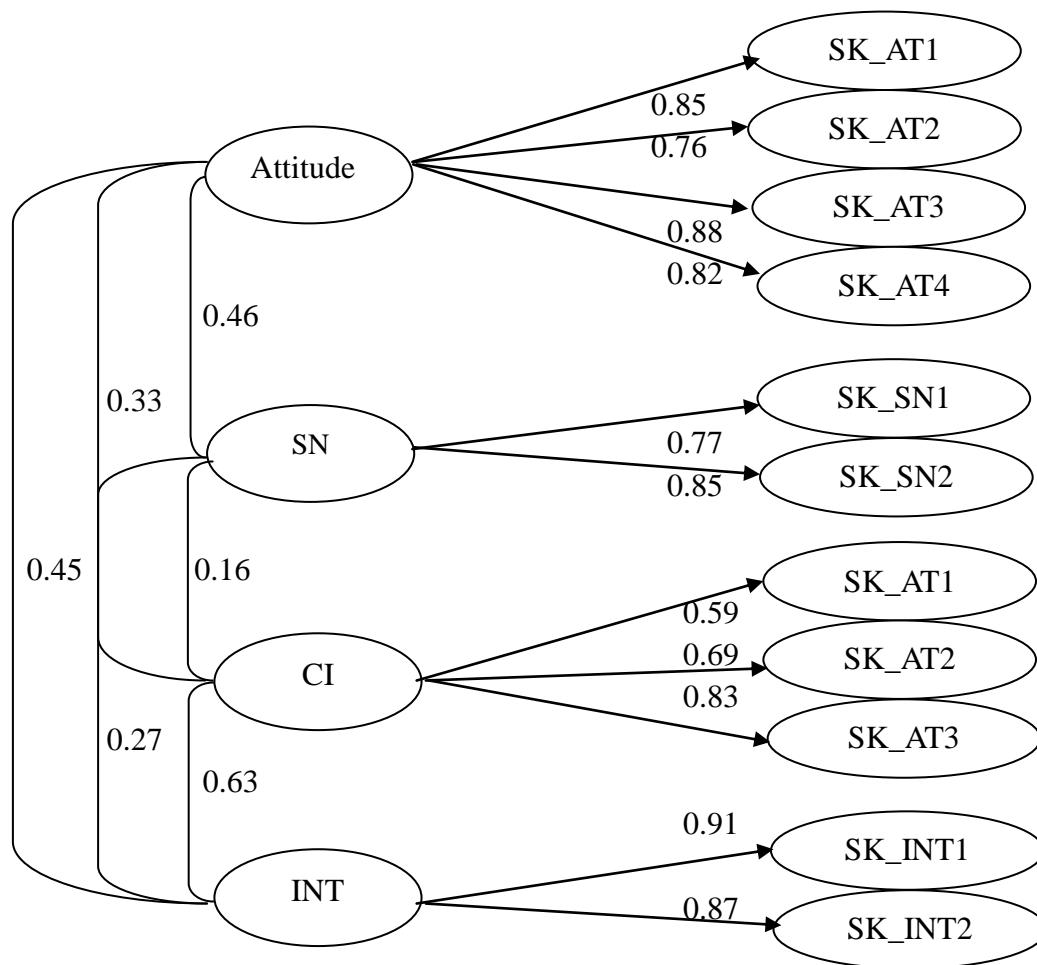 SK_AT1
0.85
SK_AT2
0.76
Attitude
SK_AT3
0.88
0.82
SK_AT4
0.46
0.33
SK_SN1
SN
0.77
SK_SN2
0.85
0.45
0.16
SK_AT1
0.59
0.69
SK_AT2
CI
0.83
SK_AT3
0.27
0.63
0.91
SK_INT1
INT
0.87
SK_INT2